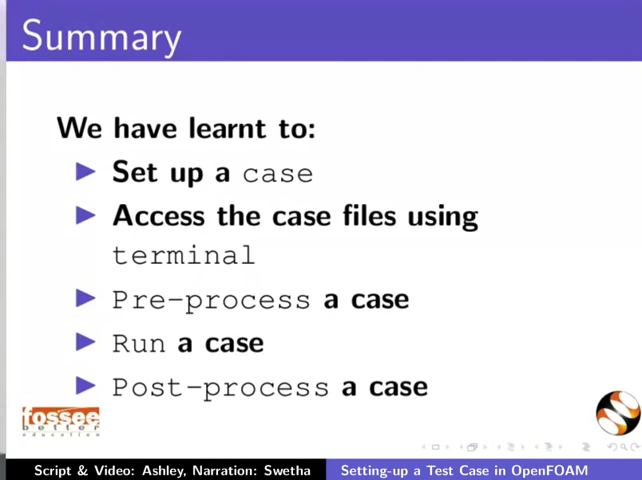 Summary
We have learnt to:
Set up a case
Access the case files using
terminal
Pre-process a case
Run a case
Post-process a case
fossee
better
education
Script & Video: Ashley, Narration: Swetha
Setting-up a Test Case in OpenFOAM